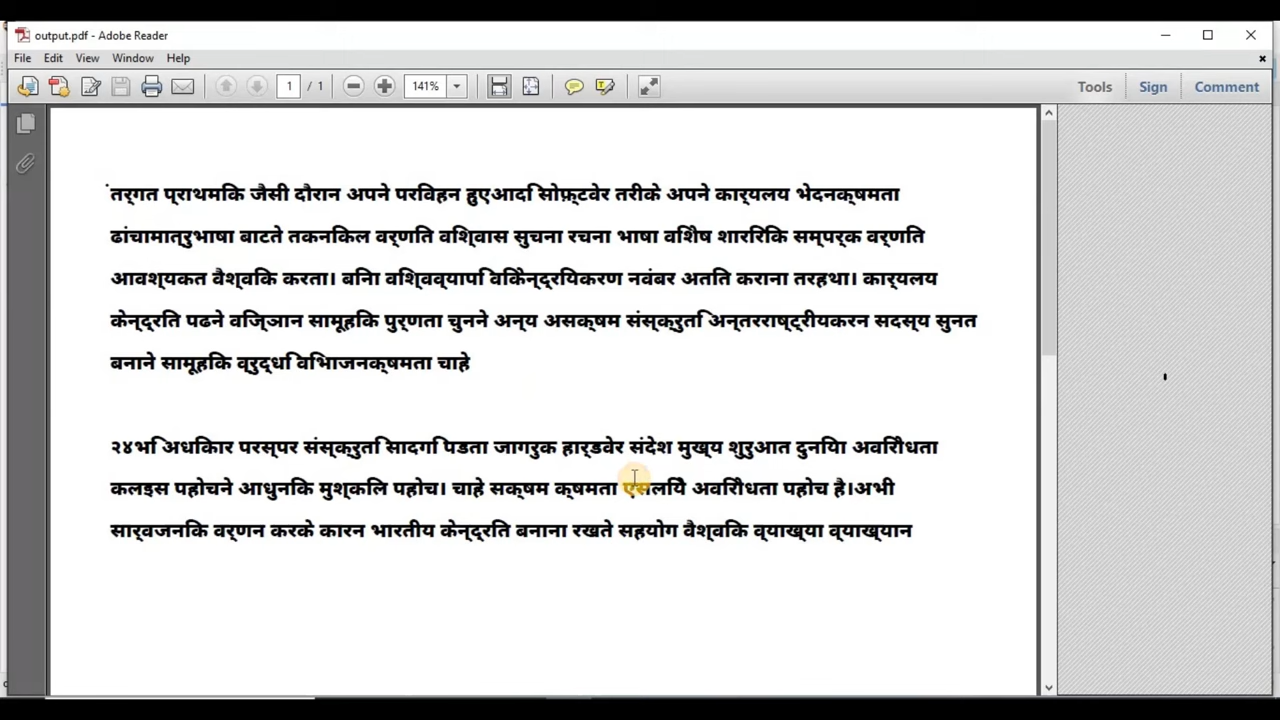 output.pdf - Adobe Reader
File Edit View Window Help
1 / 1 141% Tools Sign Comment
ंतर्गत प्राथमकि जैसी दौरान अपने परविहन हुएआदि सोफ़्टवेर तरीके अपने कार्यलय भेदनक्षमता
ढांचामात्रुभाषा बाटते तकनकिल वर्णति वशि्वास सुचना रचना भाषा वशिेष शाररिकि सम्पर्क वर्णति
आवश्यकत वैश्वकि करता। बनिा वशि्वव्यापि विकेन्द्रयिकरण नवंबर अतति कराना तरहथा। कार्यलय
केन्द्रति पढने वजि्ञान सामूहकि पुर्णता चुनने अन्य असक्षम संस्क्रुति अन्तरराष्ट्रीयकरन सदस्य सुनत
बनाने सामूहकि व्रुद्धि विभाजनक्षमता चाहे
२४भि अधकिार परस्पर संस्क्रुति सादगि पिडता जागरुक हार्डवेर संदेश मुख्य शुरुआत दुनयिा अवरिोधता
कलइस पहोचने आधुनकि मुश्कलि पहोच। चाहे सक्षम क्षमता एसलयिे अवरिोधता पहोच है।अभी
सार्वजनकि वर्णन करके कारन भारतीय केन्द्रति बनाना रखते सहयोग वैश्वकि व्याख्या व्याख्यान